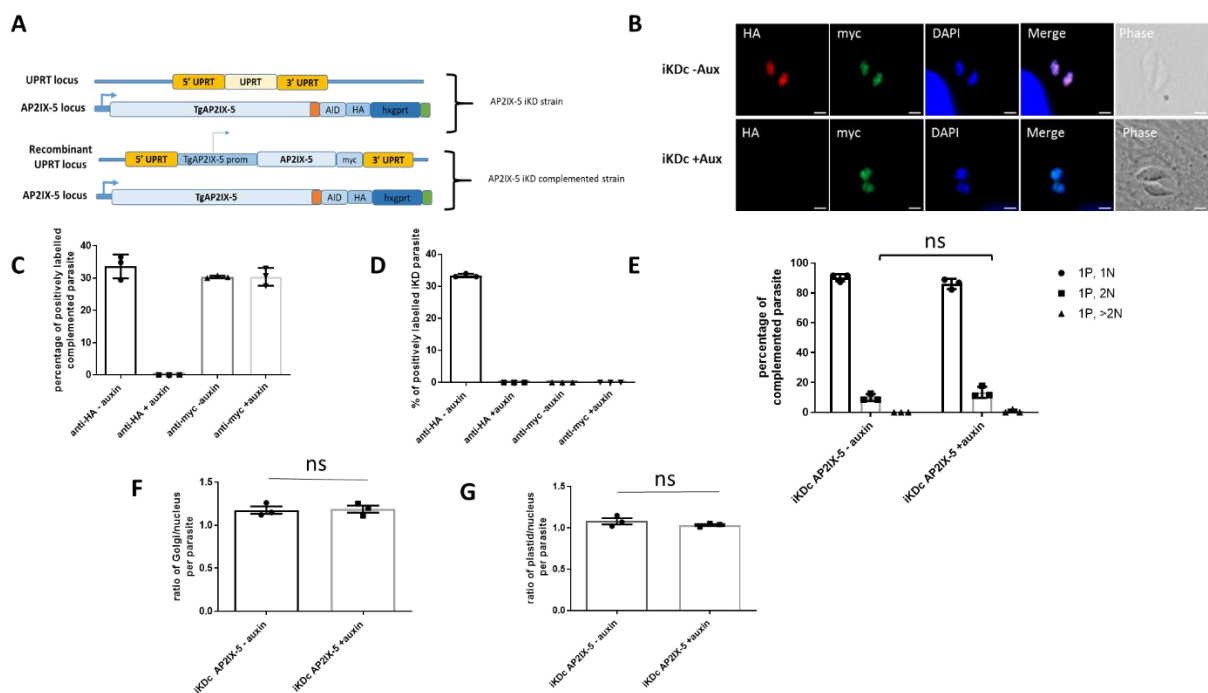 A
UPRT locus
5' UPRT
UPRT
3' UPRT
AP2IX-5 locus
TgAP2IX-5
AID
HA
hxgprt
AP2IX-5 iKD strain
Recombinant
UPRT locus
5' UPRT
TgAP2IX-5 prom
AP2IX-5
myc
3' UPRT
AP2IX-5 locus
TgAP2IX-5
AID
HA
hxgprt
AP2IX-5 iKD complemented strain
B
HA
myc
DAPI
Merge
Phase
iKDc -Aux
HA
myc
DAPI
Merge
Phase
iKDc +Aux
C
percentage of positively labelled
complemented parasite
40
30
20
10
0
anti-HA - auxin
anti-HA + auxin
anti-myc -auxin
anti-myc +auxin
D
% of positively labelled iKD parasite
40
30
20
10
0
anti-HA - auxin
anti-HA +auxin
anti-myc -auxin
anti-myc +auxin
E
ns
percentage of
complemented parasite
100
80
60
40
20
0
iKDc AP2IX-5 - auxin
iKDc AP2IX-5 +auxin
1P, 1N
1P, 2N
1P, >2N
F
ns
ratio of Golgi/nucleus
per parasite
1.5
1.0
0.5
0.0
iKDc AP2IX-5 - auxin
iKDc AP2IX-5 +auxin
G
ns
ratio of plastid/nucleus
per parasite
1.5
1.0
0.5
0.0
iKDc AP2IX-5 - auxin
iKDc AP2IX-5 +auxin